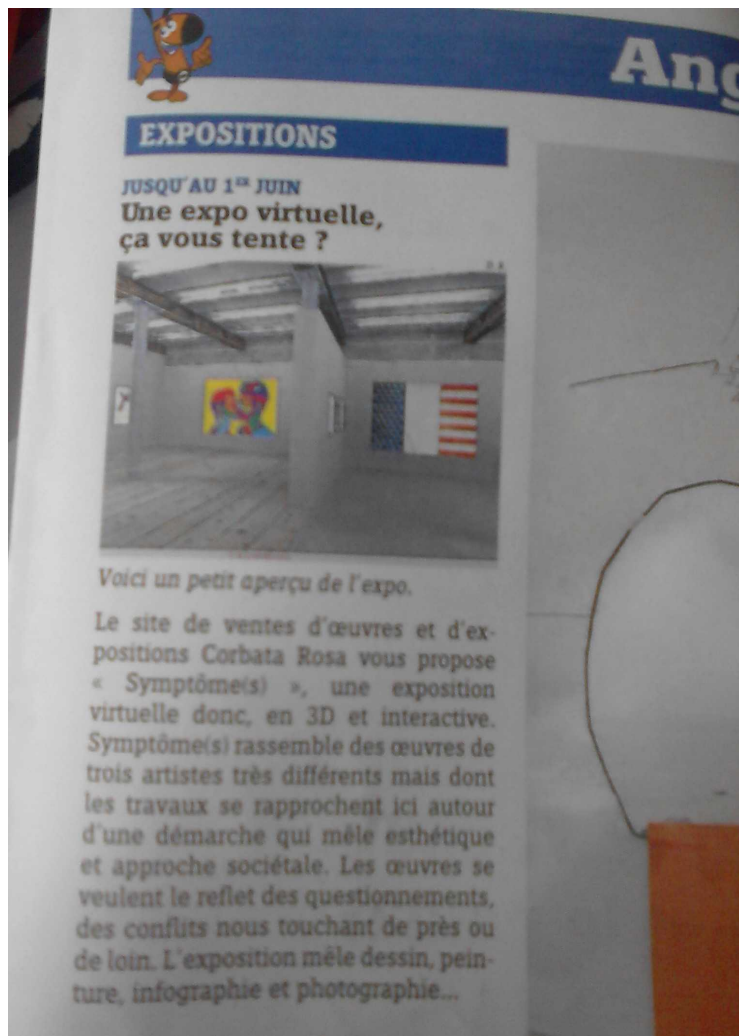 Ang
EXPOSITIONS
JUSQU'AU 1ER JUIN
Une expo virtuelle,
ça vous tente ?
Voici un petit aperçu de l'expo.
Le site de ventes d'œuvres et d'ex-
positions Corbata Rosa vous propose
« Symptôme(s) », une exposition
virtuelle donc, en 3D et interactive.
Symptôme(s) rassemble des œuvres de
trois artistes très différents mais dont
les travaux se rapprochent ici autour
d'une démarche qui mêle esthétique
et approche sociétale. Les œuvres se
veulent le reflet des questionnements,
des conflits nous touchant de près ou
de loin. L'exposition mêle dessin, pein-
ture, infographie et photographie...